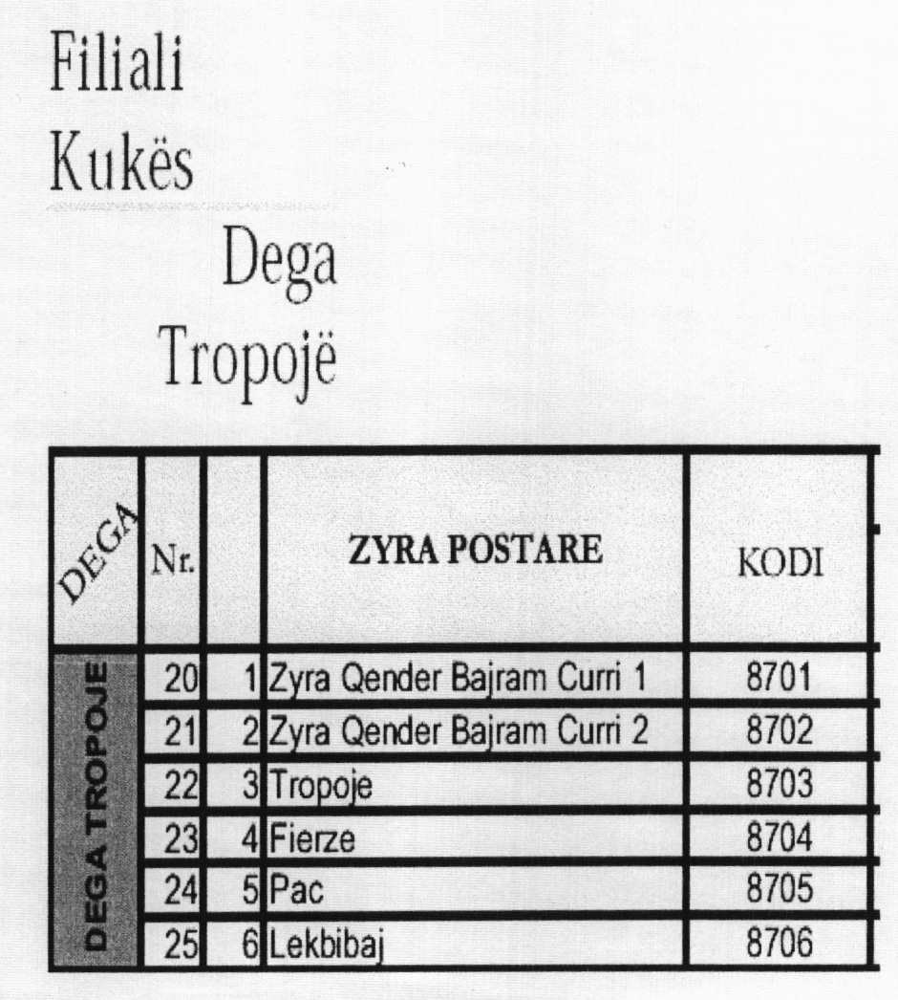 Filiali
Kukës
Dega
Tropojë
DEGA Nr. ZYRA POSTARE KODI
DEGA TROPOJE
20 1 Zyra Qender Bajram Curri 1 8701
21 2 Zyra Qender Bajram Curri 2 8702
22 3 Tropoje 8703
23 4 Fierze 8704
24 5 Pac 8705
25 6 Lekbibaj 8706